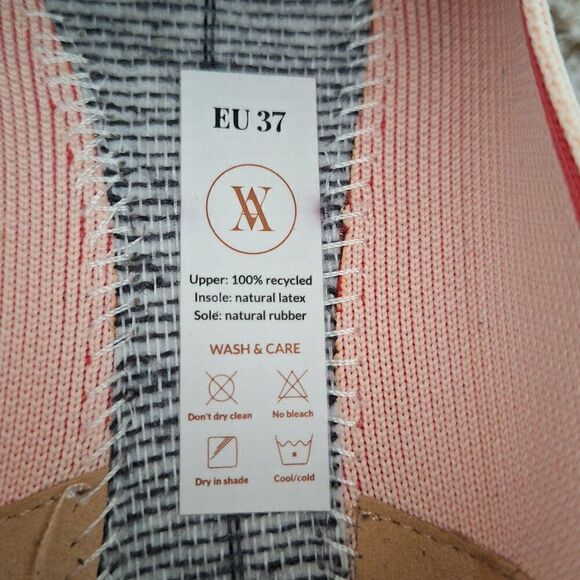 EU 37
VA
Upper: 100% recycled
Insole: natural latex
Sole: natural rubber
WASH & CARE
Don't dry clean No bleach
Dry in shade Cool/cold